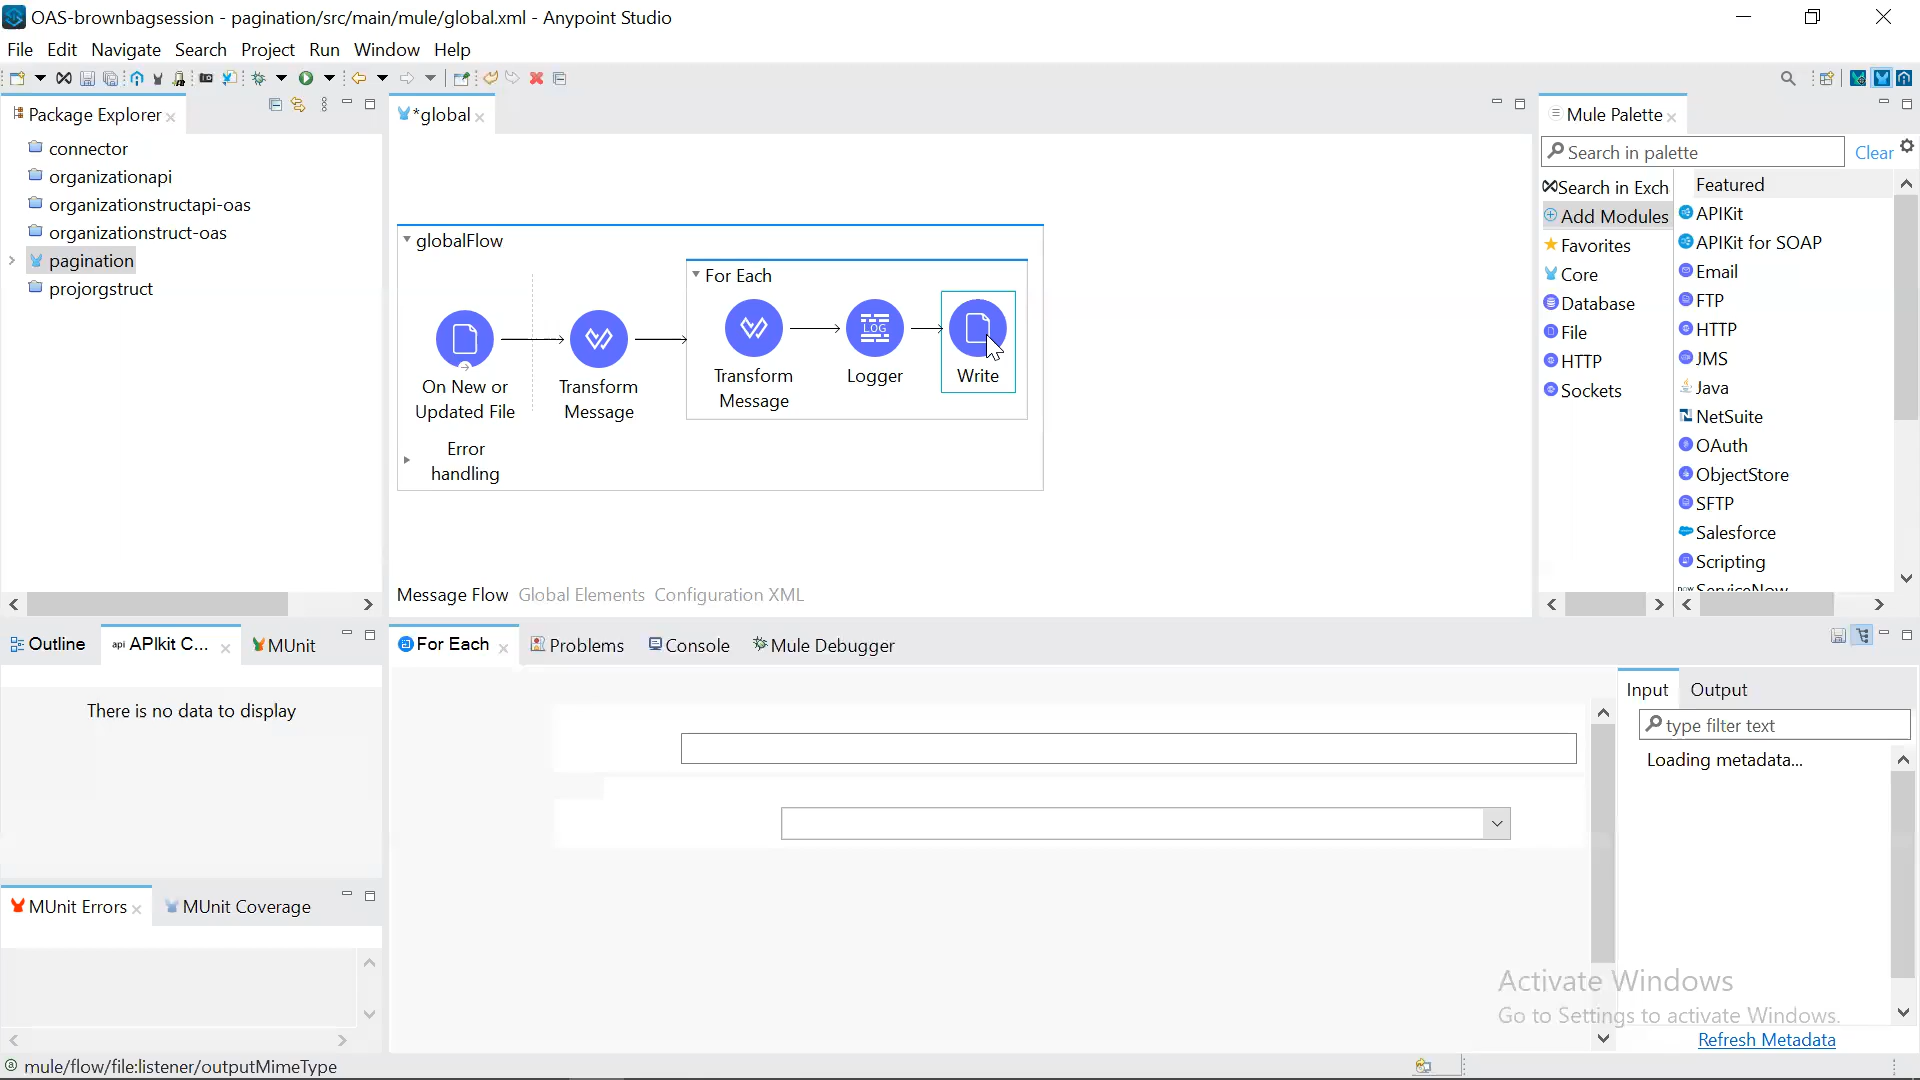 OAS-brownbagsession - pagination/src/main/mule/global.xml - Anypoint Studio
File Edit Navigate Search Project Run Window Help
Package Explorer
connector
organizationapi
organizationstructapi-oas
organizationstruct-oas
pagination
projorgstruct
*global
globalFlow
For Each
On New or
Updated File
Transform
Message
Transform
Message
LOG
Logger
Write
Error
handling
Message Flow Global Elements Configuration XML
Mule Palette
Search in palette
Clear
Search in Exch
Add Modules
Favorites
Core
Database
File
HTTP
Sockets
Featured
APIKit
APIKit for SOAP
Email
FTP
HTTP
JMS
Java
NetSuite
OAuth
ObjectStore
SFTP
Salesforce
Scripting
ServiceNow
Outline
api APIkit C...
MUnit
There is no data to display
MUnit Errors
MUnit Coverage
For Each
Problems
Console
Mule Debugger
Input
Output
type filter text
Loading metadata...
Activate Windows
Go to Settings to activate Windows.
Refresh Metadata
mule/flow/file:listener/outputMimeType